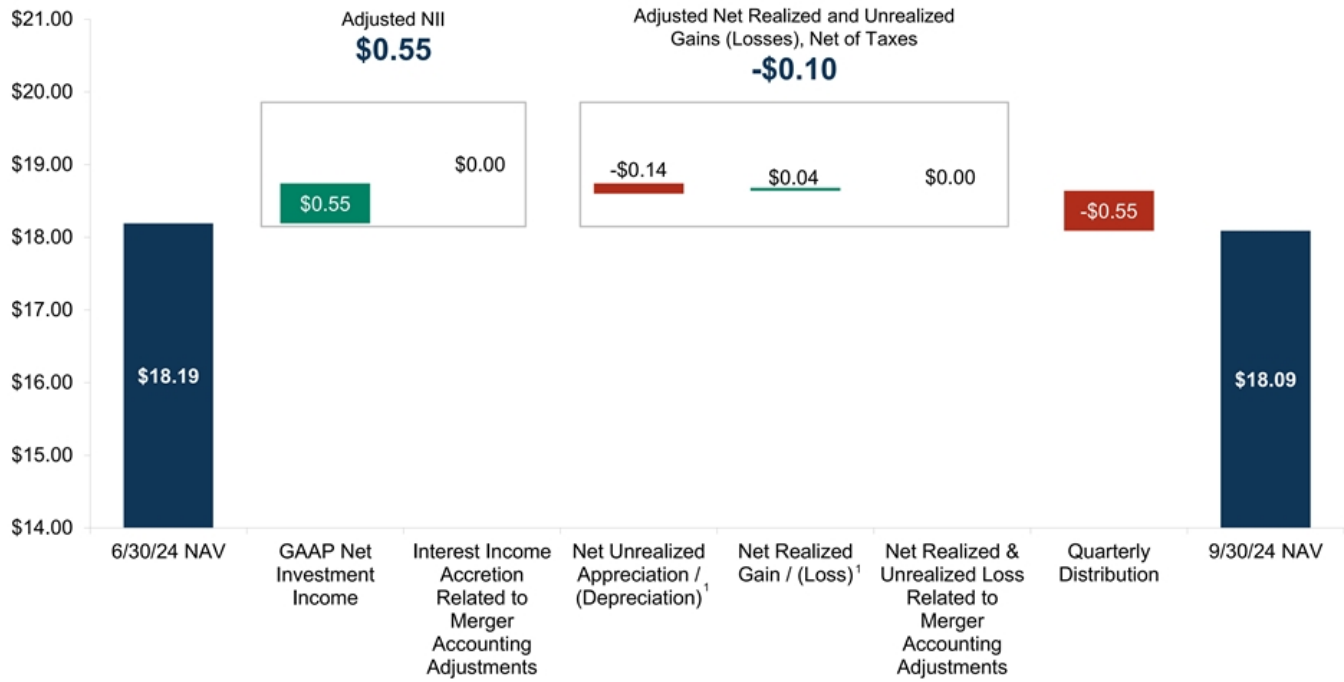 $21.00
$20.00
$19.00
$18.00
$17.00
$16.00
$15.00
$14.00
Adjusted NII
$0.55
Adjusted Net Realized and Unrealized
Gains (Losses), Net of Taxes
-$0.10
$18.19
$0.55
$0.00
-$0.14
$0.04
$0.00
-$0.55
$18.09
6/30/24 NAV
GAAP Net
Investment
Income
Interest Income
Accretion
Related to
Merger
Accounting
Adjustments
Net Unrealized
Appreciation /
(Depreciation)¹
Net Realized
Gain / (Loss)¹
Net Realized &
Unrealized Loss
Related to
Merger
Accounting
Adjustments
Quarterly
Distribution
9/30/24 NAV